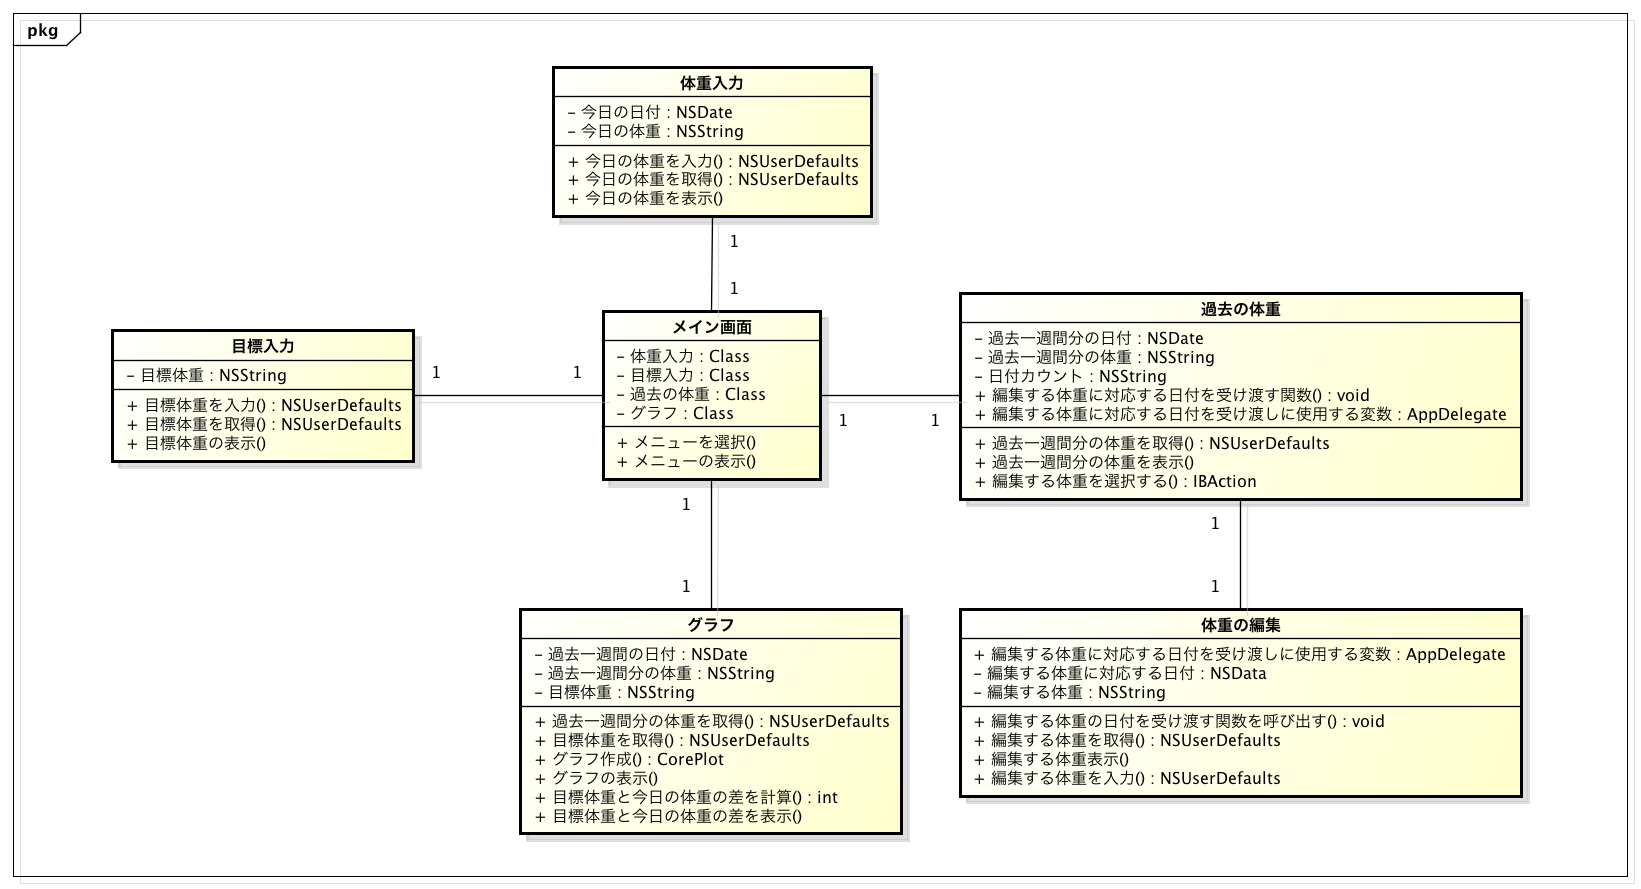 pkg
体重入力
– 今日の日付 : NSDate
– 今日の体重 : NSString
+ 今日の体重を入力() : NSUserDefaults
+ 今日の体重を取得() : NSUserDefaults
+ 今日の体重を表示()
1
1
目標入力
– 目標体重 : NSString
+ 目標体重を入力() : NSUserDefaults
+ 目標体重を取得() : NSUserDefaults
+ 目標体重の表示()
1
1
メイン画面
– 体重入力 : Class
– 目標入力 : Class
– 過去の体重 : Class
– グラフ : Class
+ メニューを選択()
+ メニューの表示()
1
1
過去の体重
– 過去一週間分の日付 : NSDate
– 過去一週間分の体重 : NSString
– 日付カウント : NSString
+ 編集する体重に対応する日付を受け渡す関数() : void
+ 編集する体重に対応する日付を受け渡しに使用する変数 : AppDelegate
+ 過去一週間分の体重を取得() : NSUserDefaults
+ 過去一週間分の体重を表示()
+ 編集する体重を選択する() : IBAction
1
1
グラフ
– 過去一週間の日付 : NSDate
– 過去一週間分の体重 : NSString
– 目標体重 : NSString
+ 過去一週間分の体重を取得() : NSUserDefaults
+ 目標体重を取得() : NSUserDefaults
+ グラフ作成() : CorePlot
+ グラフの表示()
+ 目標体重と今日の体重の差を計算() : int
+ 目標体重と今日の体重の差を表示()
1
1
体重の編集
+ 編集する体重に対応する日付を受け渡しに使用する変数 : AppDelegate
– 編集する体重に対応する日付 : NSData
– 編集する体重 : NSString
+ 編集する体重の日付を受け渡す関数を呼び出す() : void
+ 編集する体重を取得() : NSUserDefaults
+ 編集する体重表示()
+ 編集する体重を入力() : NSUserDefaults